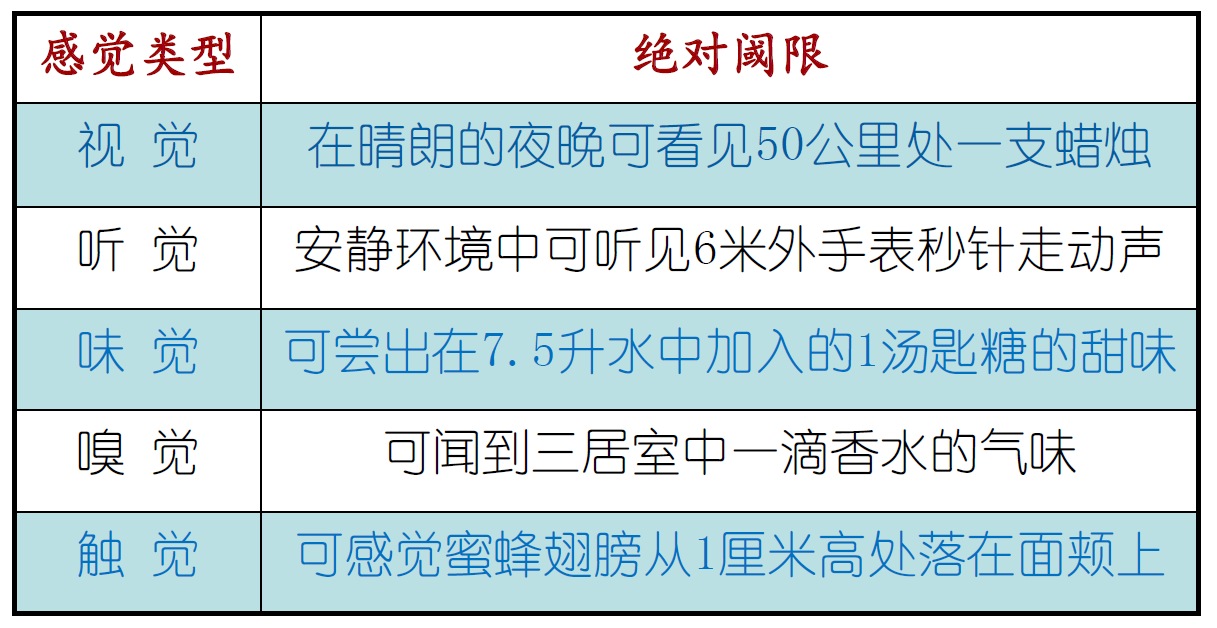 感觉类型 绝对阈限
视 觉 在晴朗的夜晚可看见50公里处一支蜡烛
听 觉 安静环境中可听见6米外手表秒针走动声
味 觉 可尝出在7.5升水中加入的1汤匙糖的甜味
嗅 觉 可闻到三居室中一滴香水的气味
触 觉 可感觉蜜蜂翅膀从1厘米高处落在面颊上